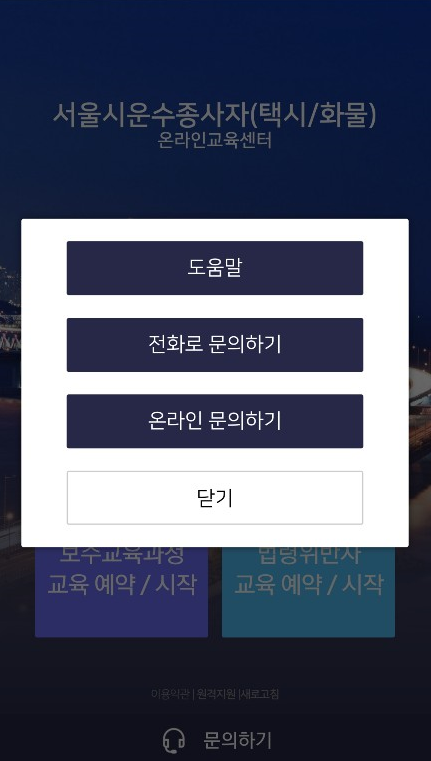 서울시운수종사자(택시/화물)
온라인교육센터
도움말
전화로 문의하기
온라인 문의하기
닫기
보수교육과정
교육 예약 / 시작
법령위반자
교육 예약 / 시작
이용약관 | 원격지원 |새로고침
문의하기